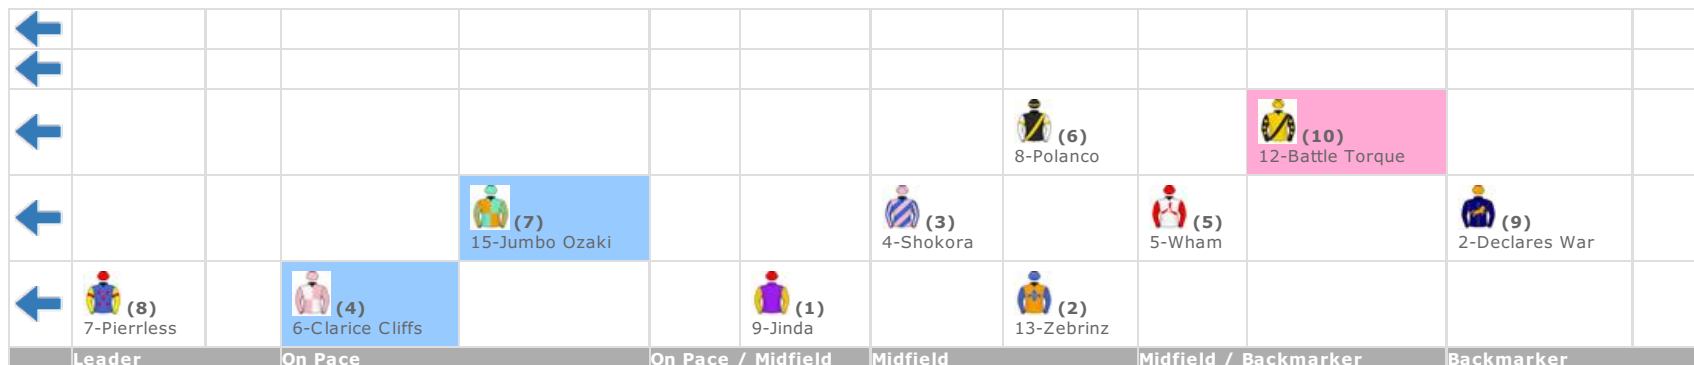 (6)
8-Polanco
(10)
12-Battle Torque
(7)
15-Jumbo Ozaki
(3)
4-Shokora
(5)
5-Wham
(9)
2-Declares War
(8)
7-Pierrless
(4)
6-Clarice Cliffs
(1)
9-Jinda
(2)
13-Zebrinz
Leader On Pace On Pace / Midfield Midfield Midfield / Backmarker Backmarker